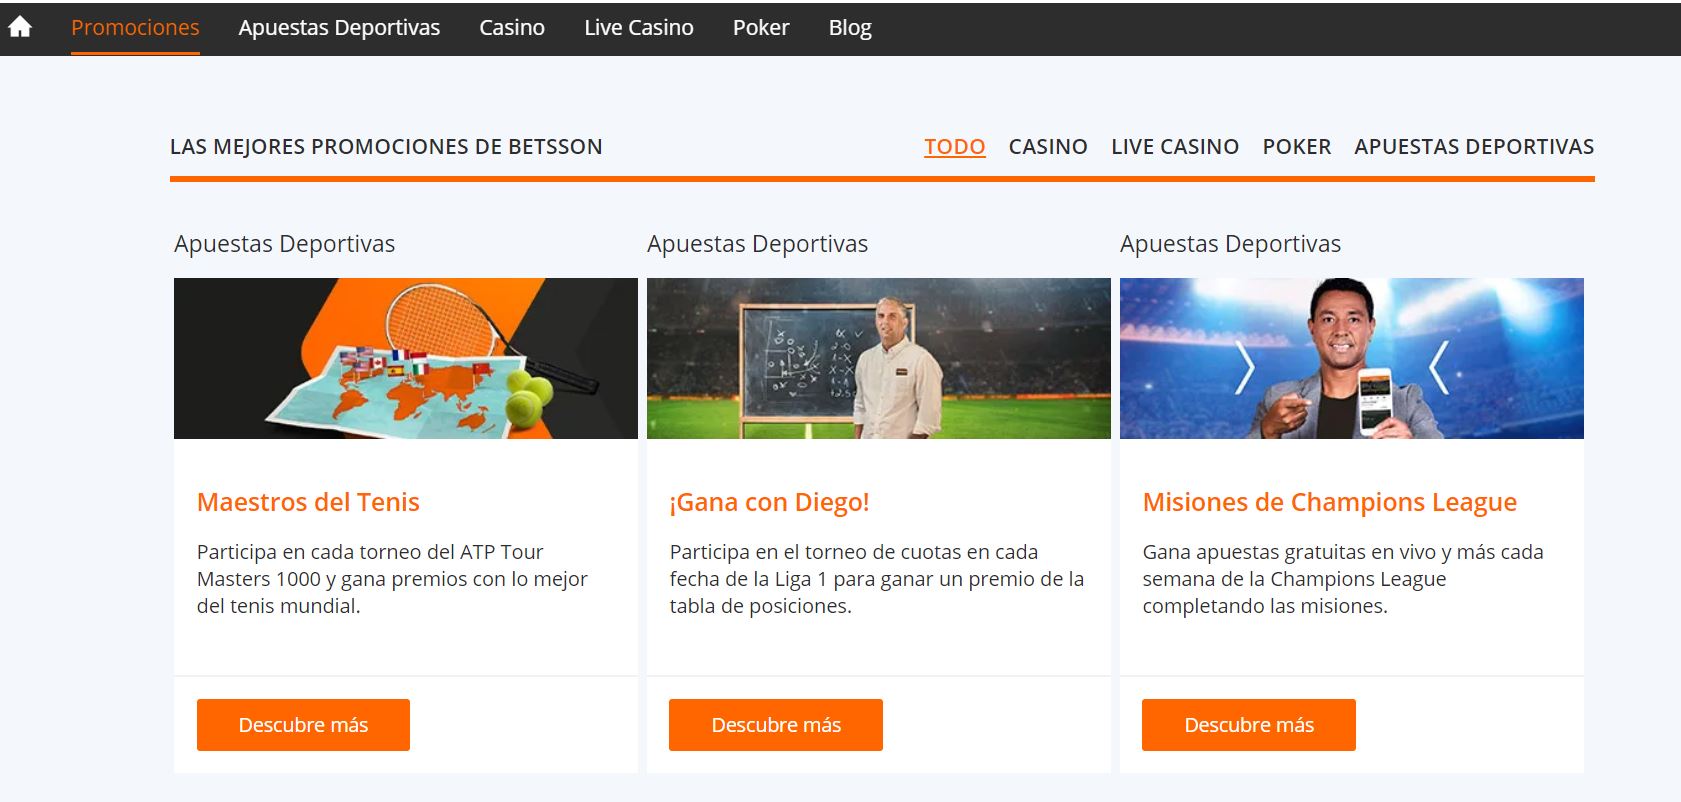 Promociones Apuestas Deportivas Casino Live Casino Poker Blog
LAS MEJORES PROMOCIONES DE BETSSON
TODO CASINO LIVE CASINO POKER APUESTAS DEPORTIVAS
Apuestas Deportivas
Maestros del Tenis
Participa en cada torneo del ATP Tour
Masters 1000 y gana premios con lo mejor
del tenis mundial.
Descubre más
Apuestas Deportivas
¡Gana con Diego!
Participa en el torneo de cuotas en cada
fecha de la Liga 1 para ganar un premio de la
tabla de posiciones.
Descubre más
Apuestas Deportivas
Misiones de Champions League
Gana apuestas gratuitas en vivo y más cada
semana de la Champions League
completando las misiones.
Descubre más